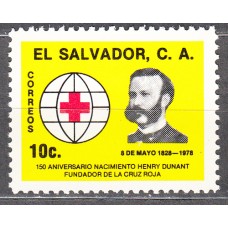 EL SALVADOR, C. A.
CORREOS
10c.
8 DE MAYO 1828—1978
150 ANIVERSARIO NACIMIENTO HENRY DUNANT
FUNDADOR DE LA CRUZ ROJA